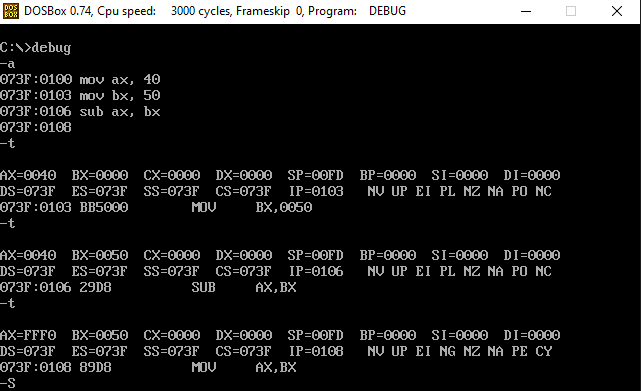 DOS
BOX
DOSBox 0.74, Cpu speed: 3000 cycles, Frameskip 0, Program: DEBUG
C:\>debug
-a
073F:0100 mov ax, 40
073F:0103 mov bx, 50
073F:0106 sub ax, bx
073F:0108
-t
AX=0040 BX=0000 CX=0000 DX=0000 SP=00FD BP=0000 SI=0000 DI=0000
DS=073F ES=073F SS=073F CS=073F IP=0103 NV UP EI PL NZ NA PO NC
073F:0103 BB5000 MOV BX,0050
-t
AX=0040 BX=0050 CX=0000 DX=0000 SP=00FD BP=0000 SI=0000 DI=0000
DS=073F ES=073F SS=073F CS=073F IP=0106 NV UP EI PL NZ NA PO NC
073F:0106 29D8 SUB AX,BX
-t
AX=FFF0 BX=0050 CX=0000 DX=0000 SP=00FD BP=0000 SI=0000 DI=0000
DS=073F ES=073F SS=073F CS=073F IP=0108 NV UP EI NG NZ NA PE CY
073F:0108 89D8 MOV AX,BX
-S